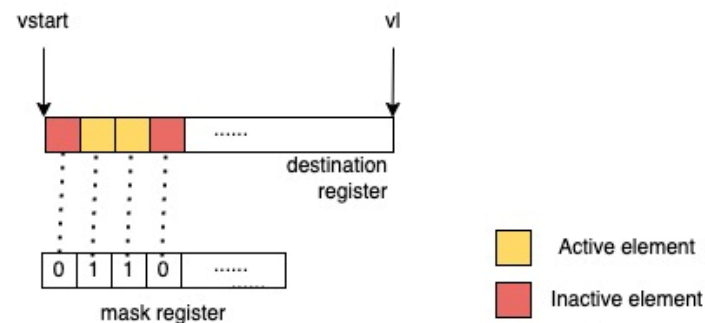 vstart vl
......
destination
register
0 1 1 0 ......
......
mask register
Active element
Inactive element